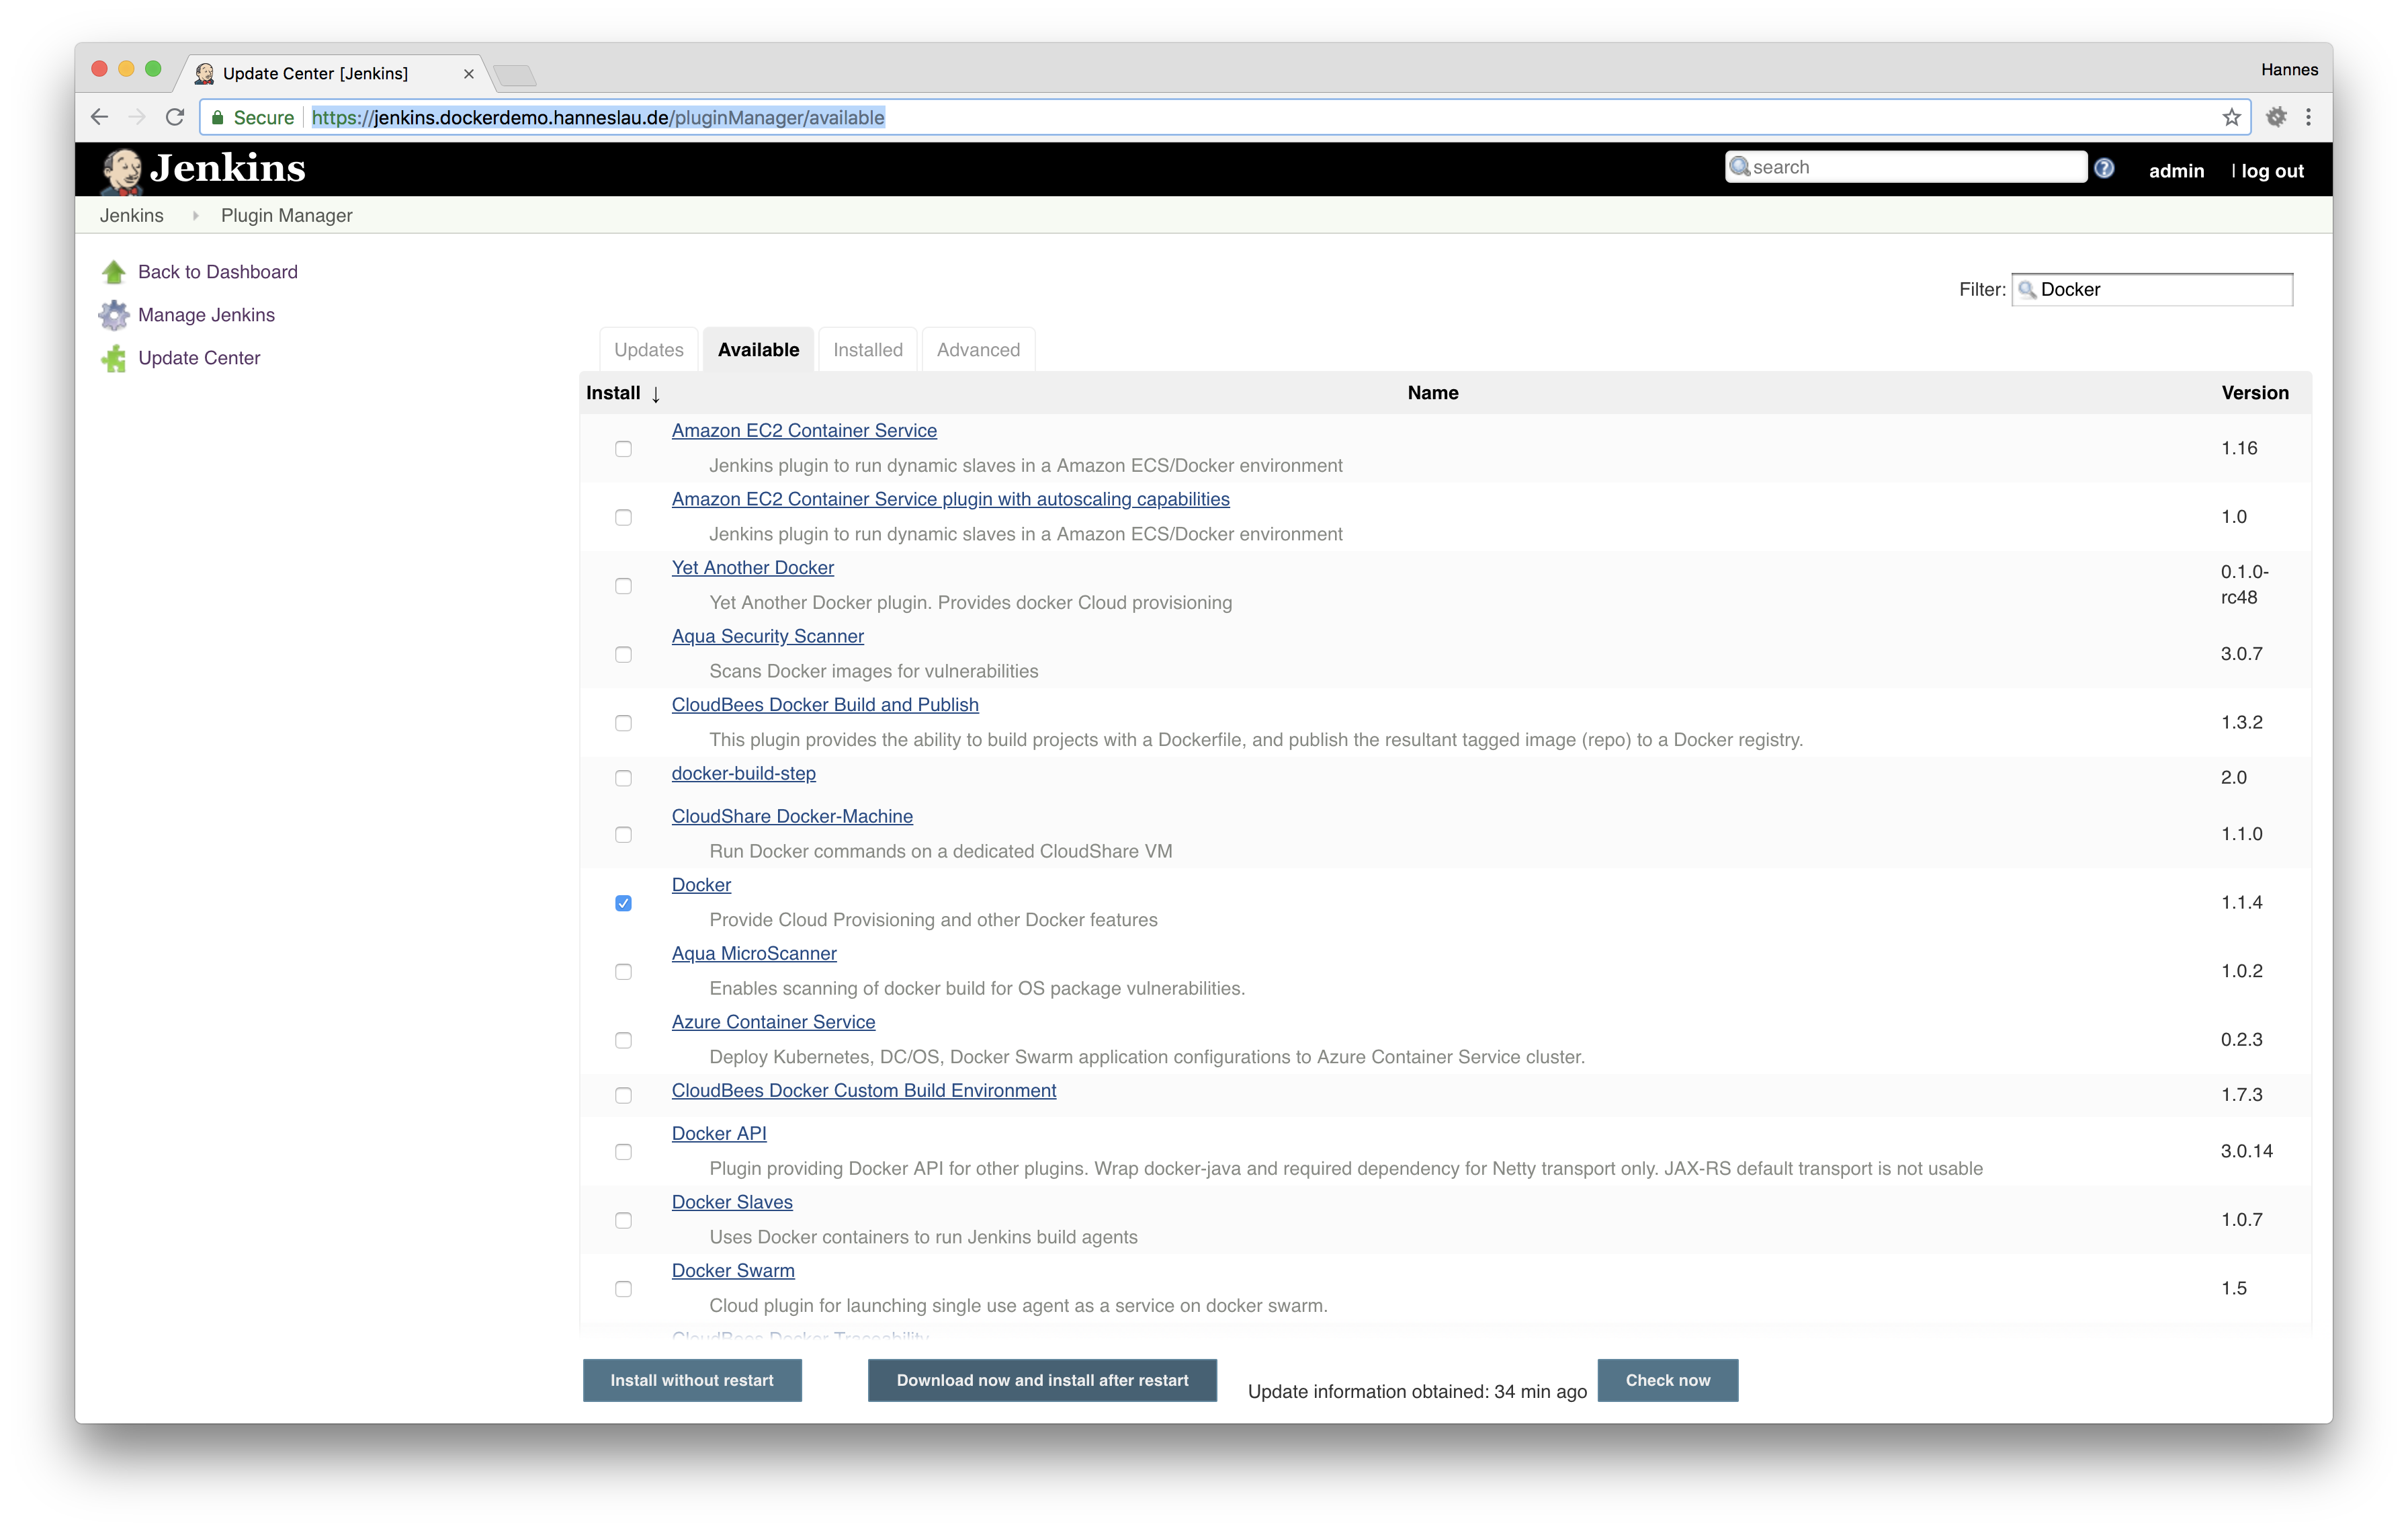 Update Center [Jenkins]
Hannes
Secure https://jenkins.dockerdemo.hanneslau.de/pluginManager/available
Jenkins
search
admin | log out
Jenkins Plugin Manager
Back to Dashboard
Manage Jenkins
Update Center
Filter: Docker
Updates Available Installed Advanced
Install ↓ Name Version
Amazon EC2 Container Service
Jenkins plugin to run dynamic slaves in a Amazon ECS/Docker environment
1.16
Amazon EC2 Container Service plugin with autoscaling capabilities
Jenkins plugin to run dynamic slaves in a Amazon ECS/Docker environment
1.0
Yet Another Docker
Yet Another Docker plugin. Provides docker Cloud provisioning
0.1.0-
rc48
Aqua Security Scanner
Scans Docker images for vulnerabilities
3.0.7
CloudBees Docker Build and Publish
This plugin provides the ability to build projects with a Dockerfile, and publish the resultant tagged image (repo) to a Docker registry.
1.3.2
docker-build-step
2.0
CloudShare Docker-Machine
Run Docker commands on a dedicated CloudShare VM
1.1.0
Docker
Provide Cloud Provisioning and other Docker features
1.1.4
Aqua MicroScanner
Enables scanning of docker build for OS package vulnerabilities.
1.0.2
Azure Container Service
Deploy Kubernetes, DC/OS, Docker Swarm application configurations to Azure Container Service cluster.
0.2.3
CloudBees Docker Custom Build Environment
1.7.3
Docker API
Plugin providing Docker API for other plugins. Wrap docker-java and required dependency for Netty transport only. JAX-RS default transport is not usable
3.0.14
Docker Slaves
Uses Docker containers to run Jenkins build agents
1.0.7
Docker Swarm
Cloud plugin for launching single use agent as a service on docker swarm.
1.5
CloudBees Docker Traceability
Install without restart
Download now and install after restart
Update information obtained: 34 min ago
Check now